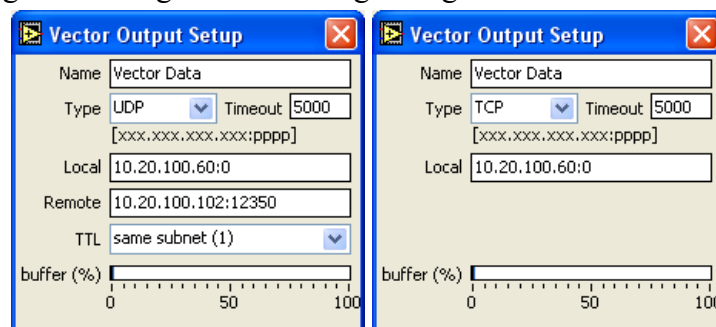 Vector Output Setup
Name Vector Data
Type UDP Timeout 5000
[xxx.xxx.xxx.xxx:pppp]
Local 10.20.100.60:0
Remote 10.20.100.102:12350
TTL same subnet (1)
buffer (%)
0 50 100
Vector Output Setup
Name Vector Data
Type TCP Timeout 5000
[xxx.xxx.xxx.xxx:pppp]
Local 10.20.100.60:0
buffer (%)
0 50